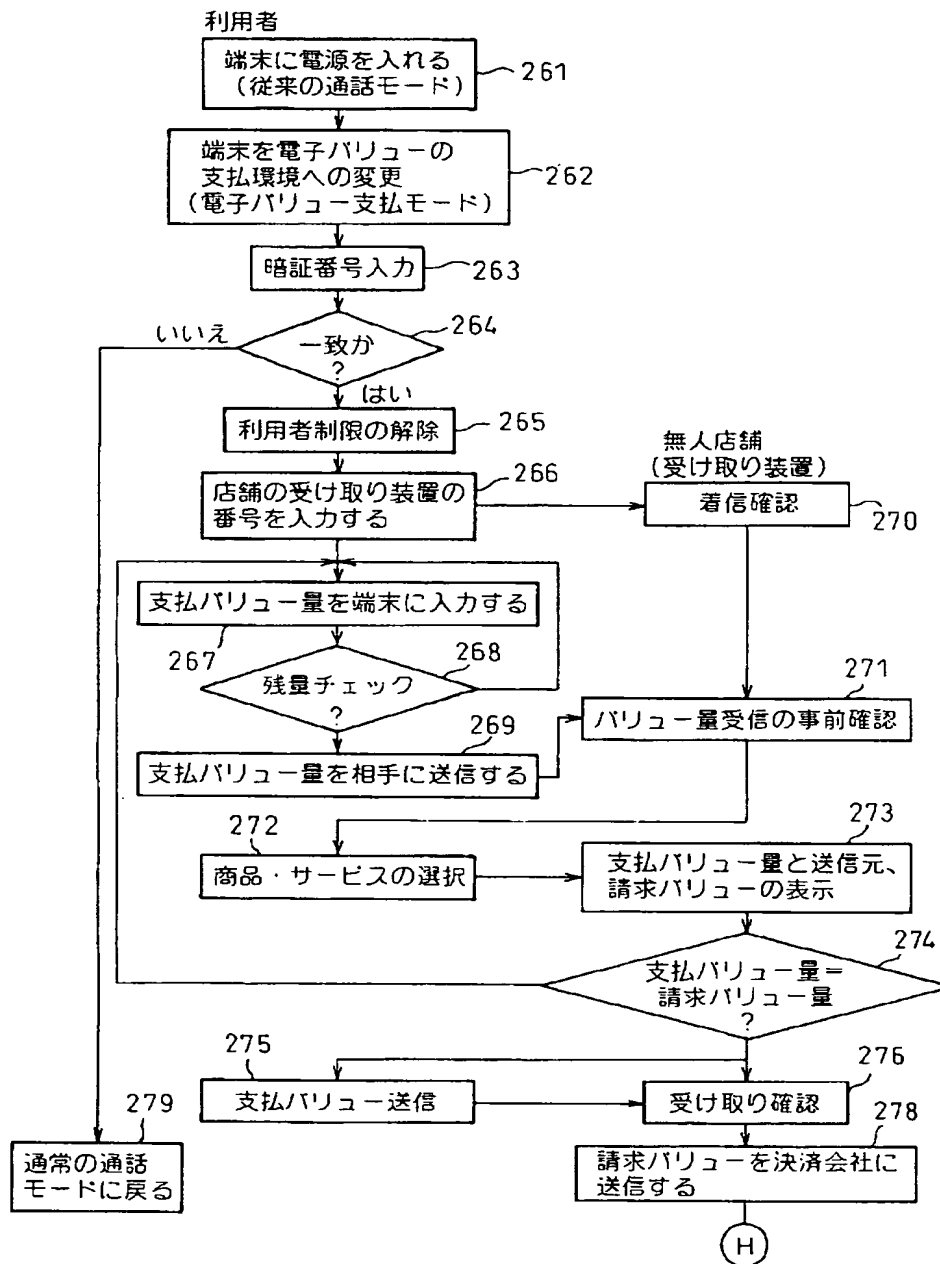 利用者
端末に電源を入れる
(従来の通話モード)
261
端末を電子バリューの
支払環境への変更
(電子バリュー支払モード)
262
暗証番号入力
263
264
いいえ
一致か
?
はい
利用者制限の解除
265
無人店舗
(受け取り装置)
店舗の受け取り装置の
番号を入力する
266
着信確認
270
支払バリュー量を端末に入力する
267
268
残量チェック
?
271
バリュー量受信の事前確認
269
支払バリュー量を相手に送信する
272
商品・サービスの選択
273
支払バリュー量と送信元、
請求バリューの表示
274
支払バリュー量=
請求バリュー量
?
275
支払バリュー送信
276
受け取り確認
278
請求バリューを決済会社に
送信する
279
通常の通話
モードに戻る
H